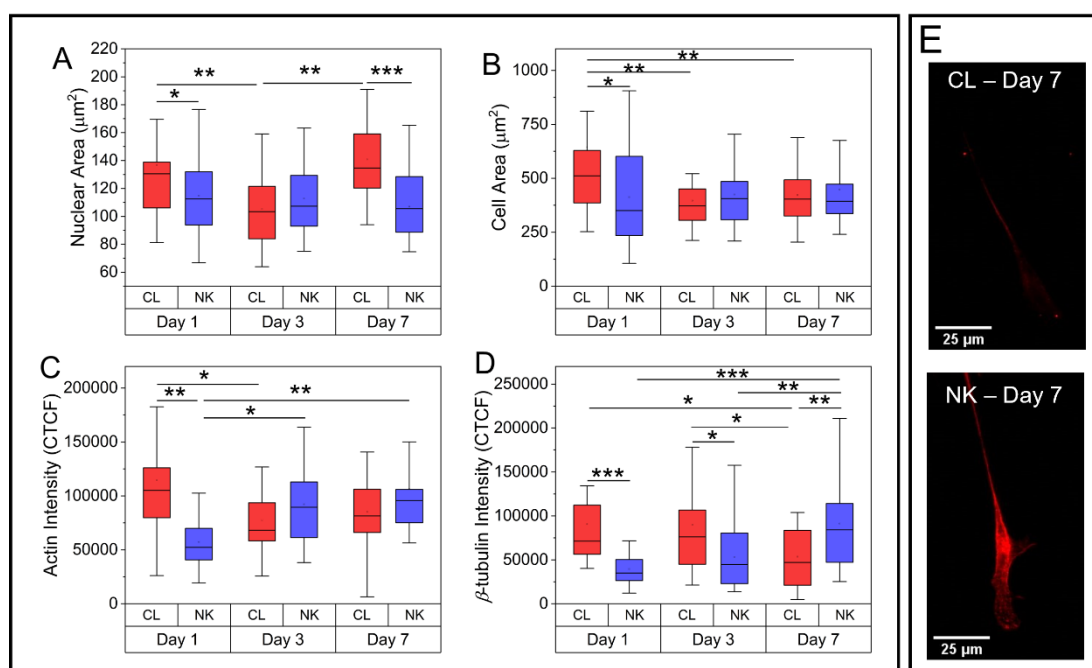 A
Nuclear Area (μm²)
220
200
180
160
140
120
100
80
60
** ** ***
*
CL NK CL NK CL NK
Day 1 Day 3 Day 7
B
Cell Area (μm²)
1000
750
500
250
0
**
**
*
CL NK CL NK CL NK
Day 1 Day 3 Day 7
C
Actin Intensity (CTCF)
200000
150000
100000
50000
0
*
** **
*
CL NK CL NK CL NK
Day 1 Day 3 Day 7
D
β-tubulin Intensity (CTCF)
250000
200000
150000
100000
50000
0
***
**
* **
*
*
***
CL NK CL NK CL NK
Day 1 Day 3 Day 7
E
CL – Day 7
25 μm
NK – Day 7
25 μm